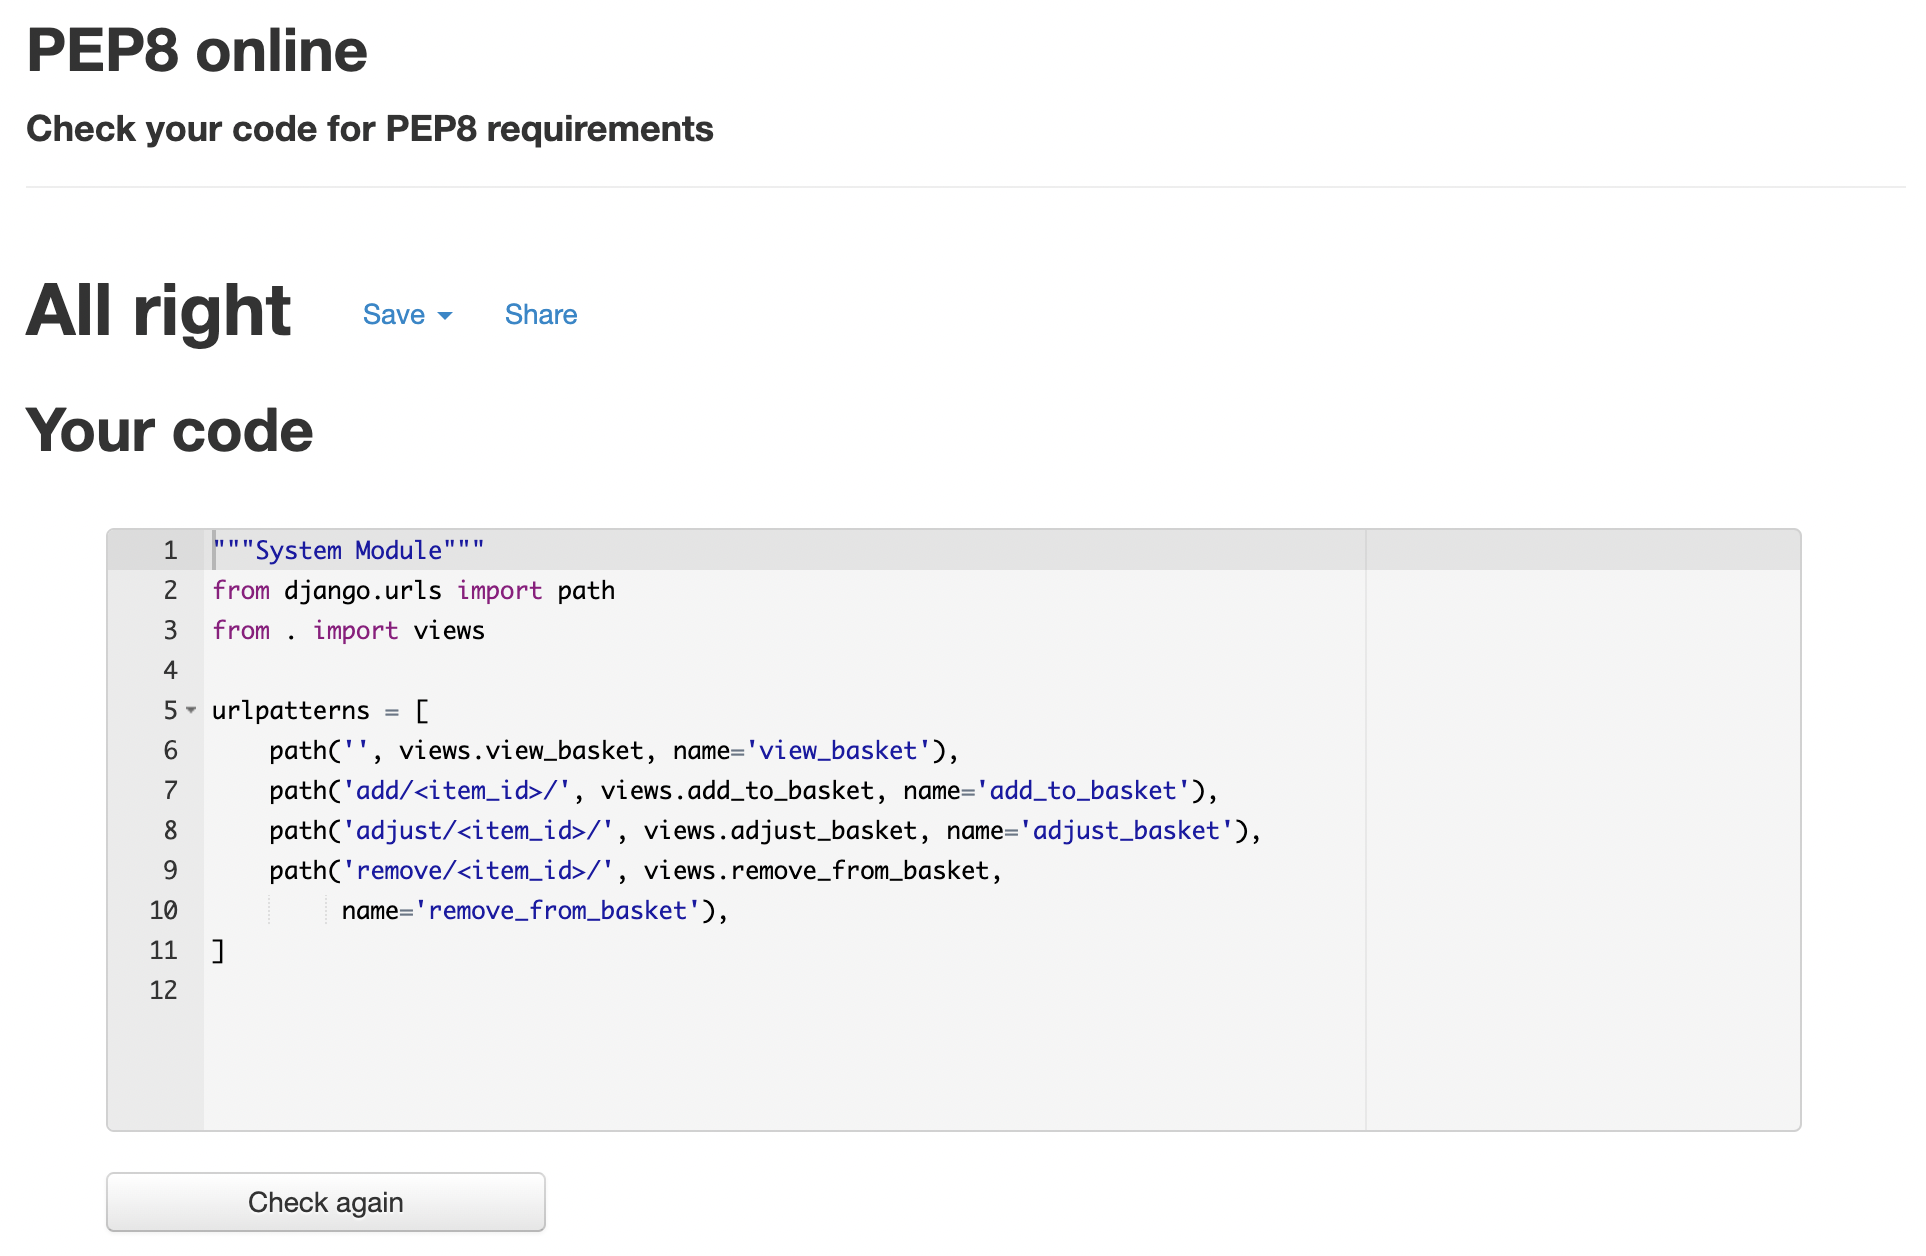 PEP8 online
Check your code for PEP8 requirements
All right Save Share
Your code
1 """System Module"""
2 from django.urls import path
3 from . import views
4
5 urlpatterns = [
6     path('', views.view_basket, name='view_basket'),
7     path('add/<item_id>/', views.add_to_basket, name='add_to_basket'),
8     path('adjust/<item_id>/', views.adjust_basket, name='adjust_basket'),
9     path('remove/<item_id>/', views.remove_from_basket,
10          name='remove_from_basket'),
11 ]
12
Check again